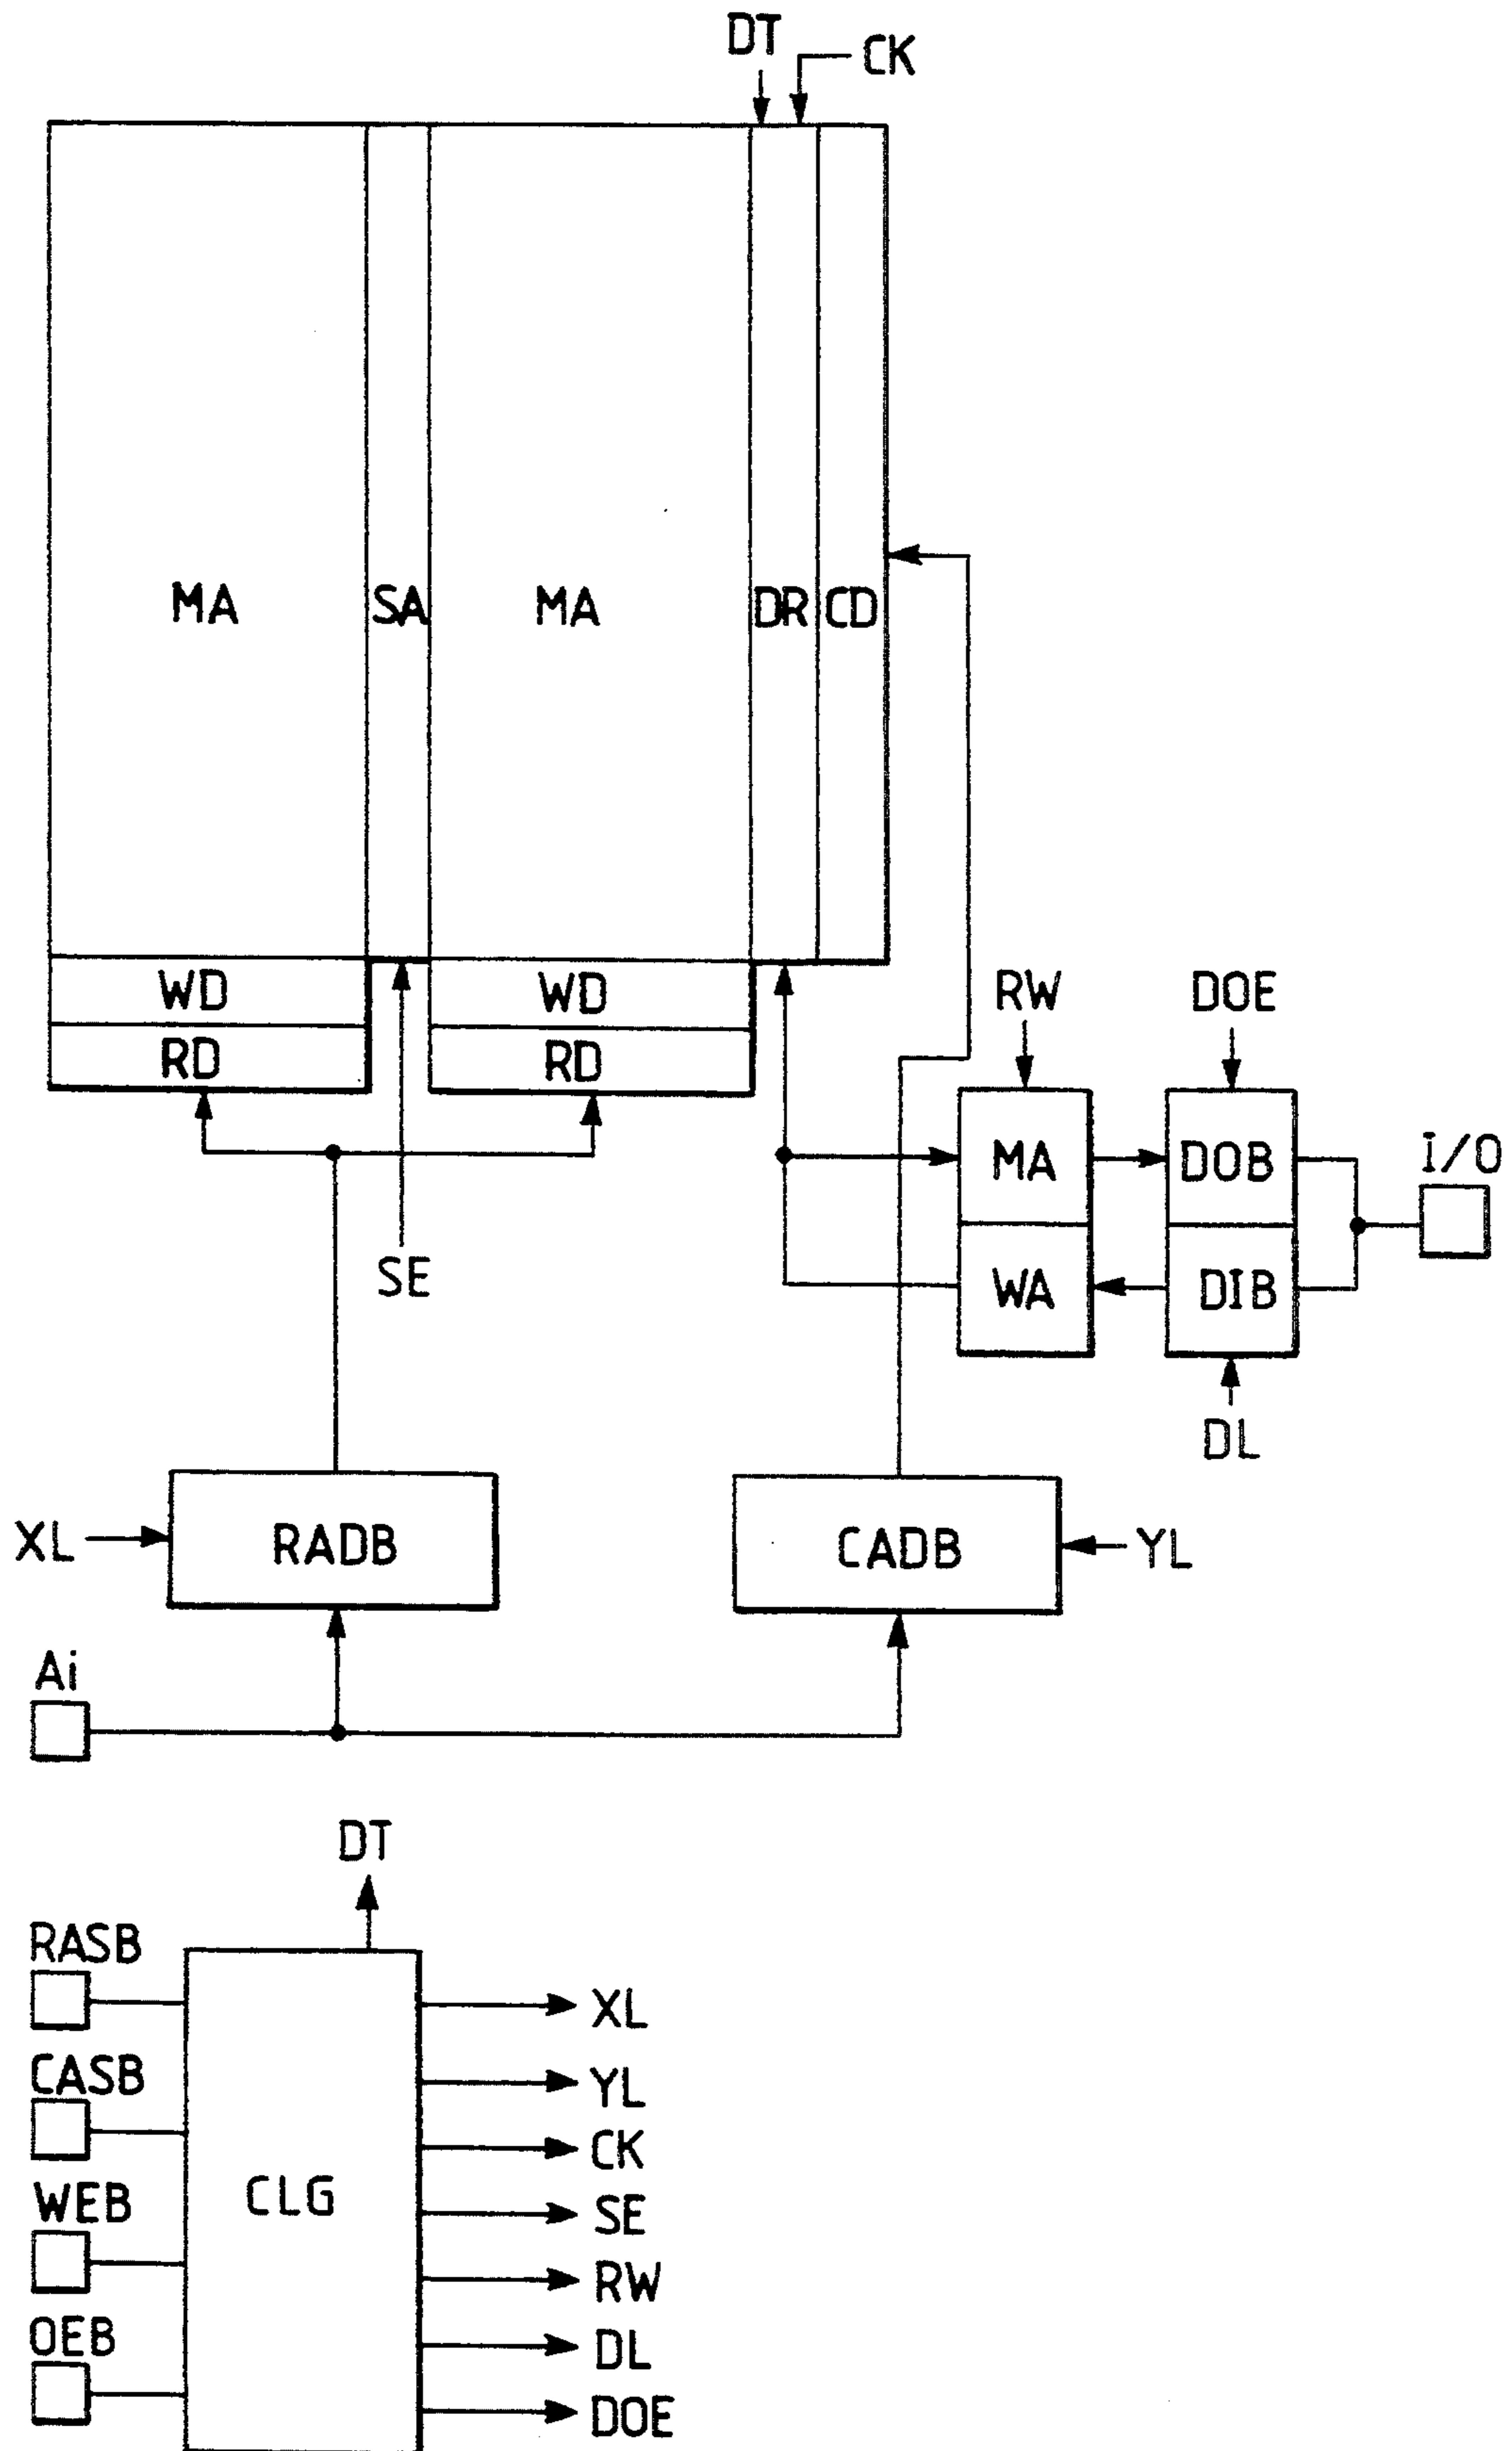 DT
CK
MA
SA
MA
DR
CD
WD
WD
RD
RD
RW
DOE
MA
DOB
I/O
SE
WA
DIB
DL
XL
RADB
CADB
YL
Ai
DT
RASB
XL
CASB
YL
CK
CLG
WEB
SE
RW
OEB
DL
DOE